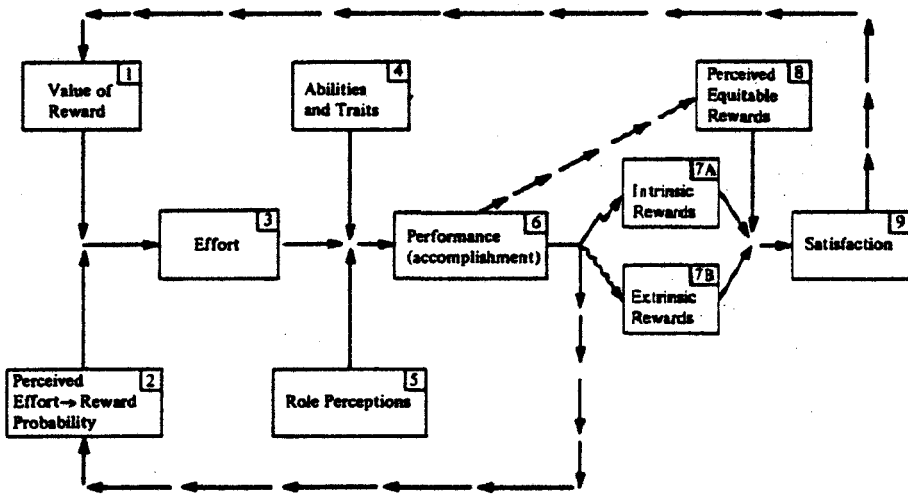 1
Value of
Reward
4
Abilities
and Traits
8
Perceived
Equitable
Rewards
7A
Intrinsic
Rewards
3
Effort
6
Performance
(accomplishment)
9
Satisfaction
7B
Extrinsic
Rewards
2
Perceived
Effort→Reward
Probability
5
Role Perceptions